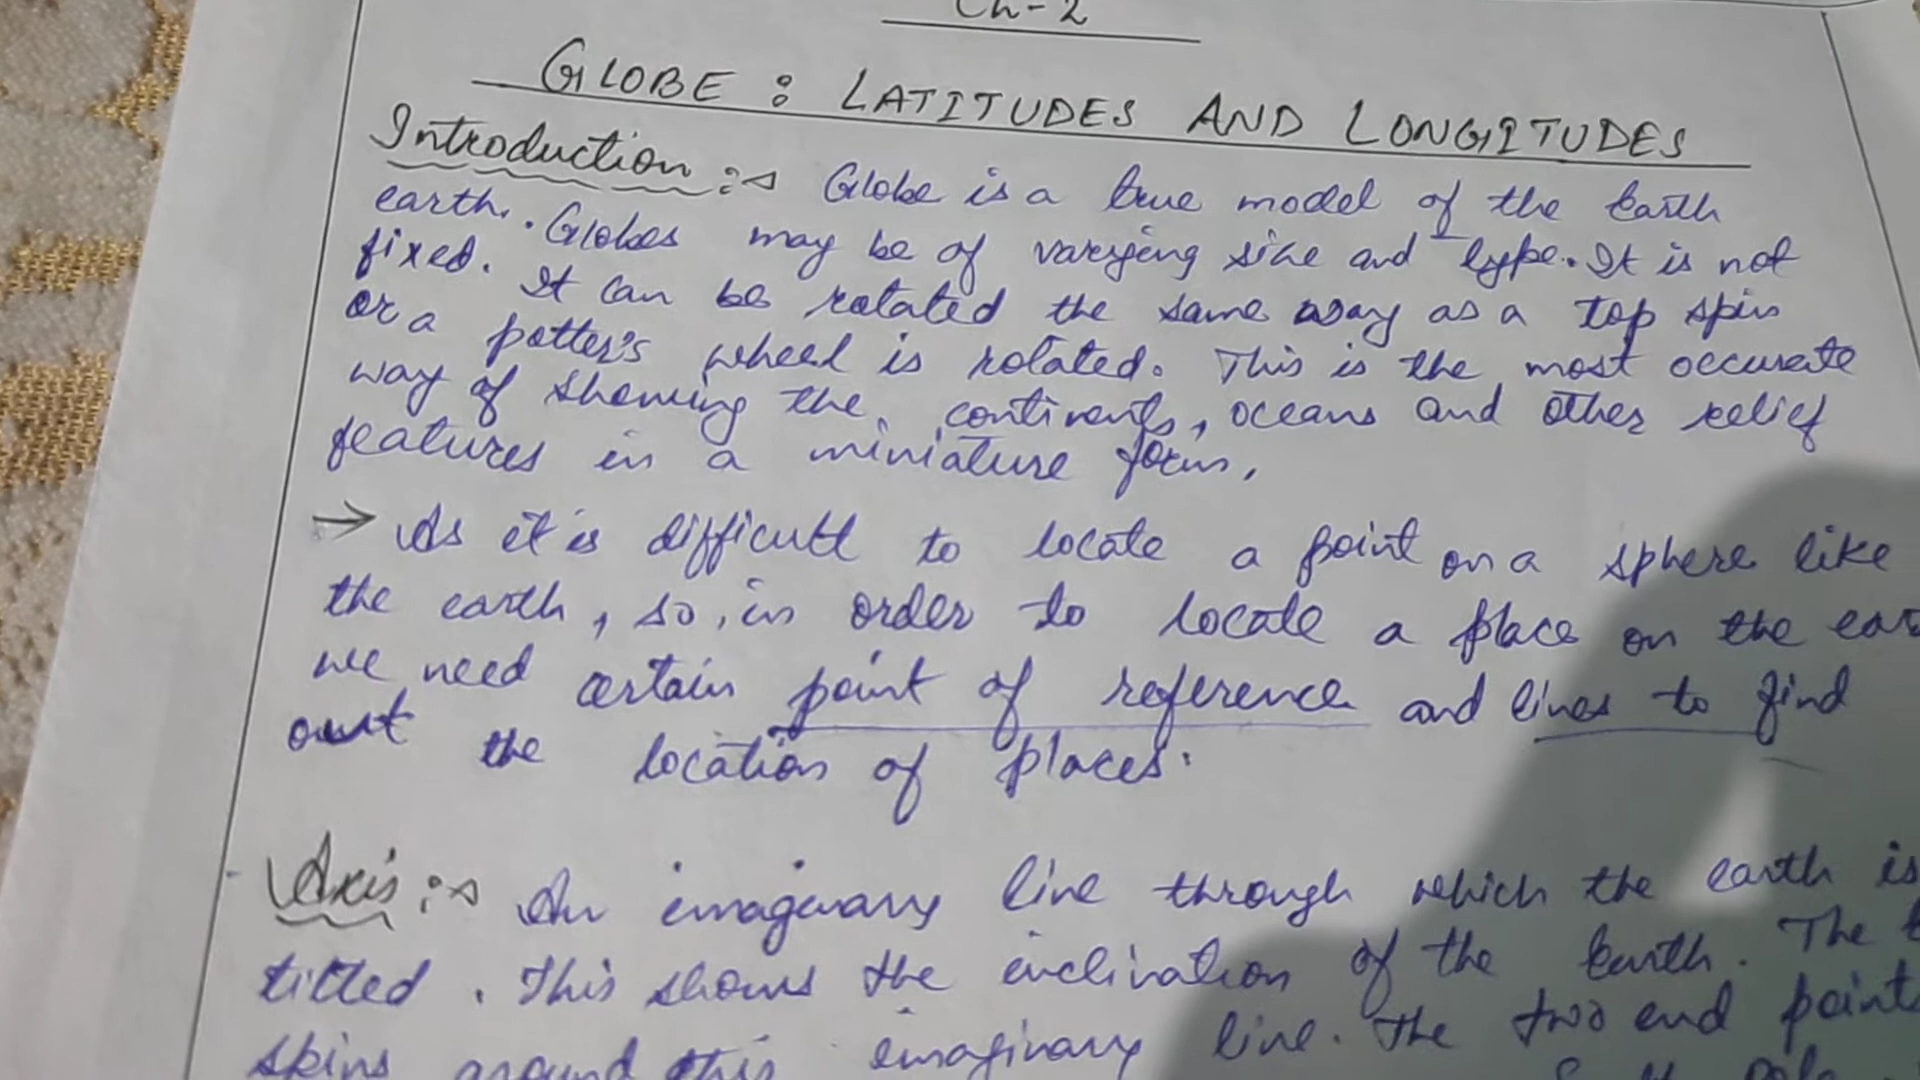 Ch-2
GLOBE : LATITUDES AND LONGITUDES
Introduction :→ Globe is a true model of the Earth
earth. Globes may be of varying size and type. It is not
fixed. It can be rotated the same way as a top spin
or a potter's wheel is rotated. This is the most accurate
way of showing the continents, oceans and other relief
features in a miniature form.
→ As it is difficult to locate a point on a sphere like
the earth, so, in order to locate a place on the
we need certain point of reference and lines to find
out the location of places.
Axis :→ An imaginary line through which the earth is
titled. This shows the inclination of the Earth. The
spins around this imaginary line. The two end point